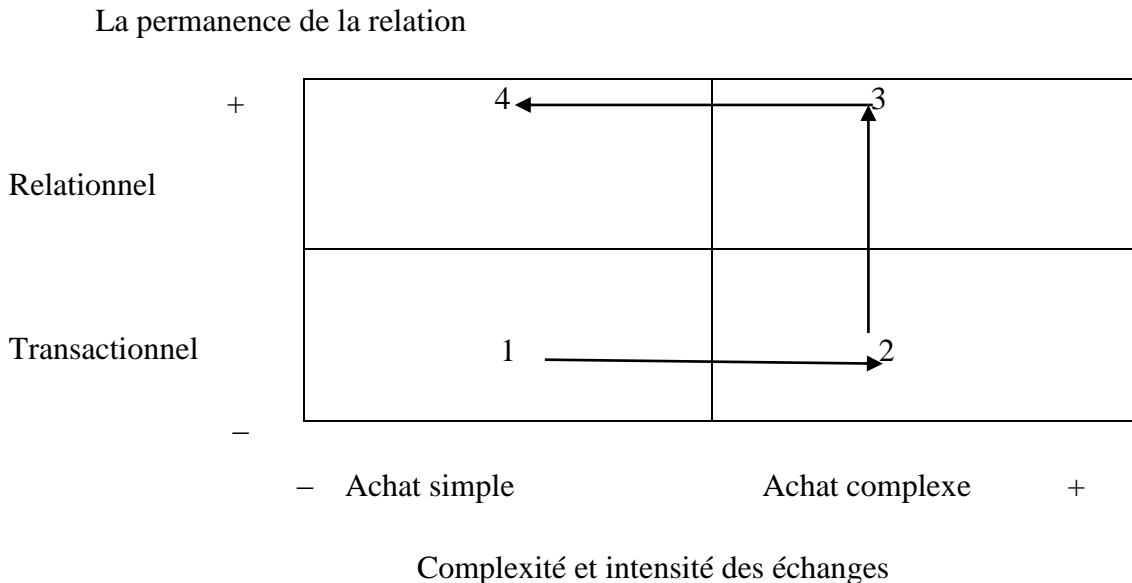 La permanence de la relation
+ 4 3
Relationnel
Transactionnel 1 2
–
– Achat simple Achat complexe +
Complexité et intensité des échanges